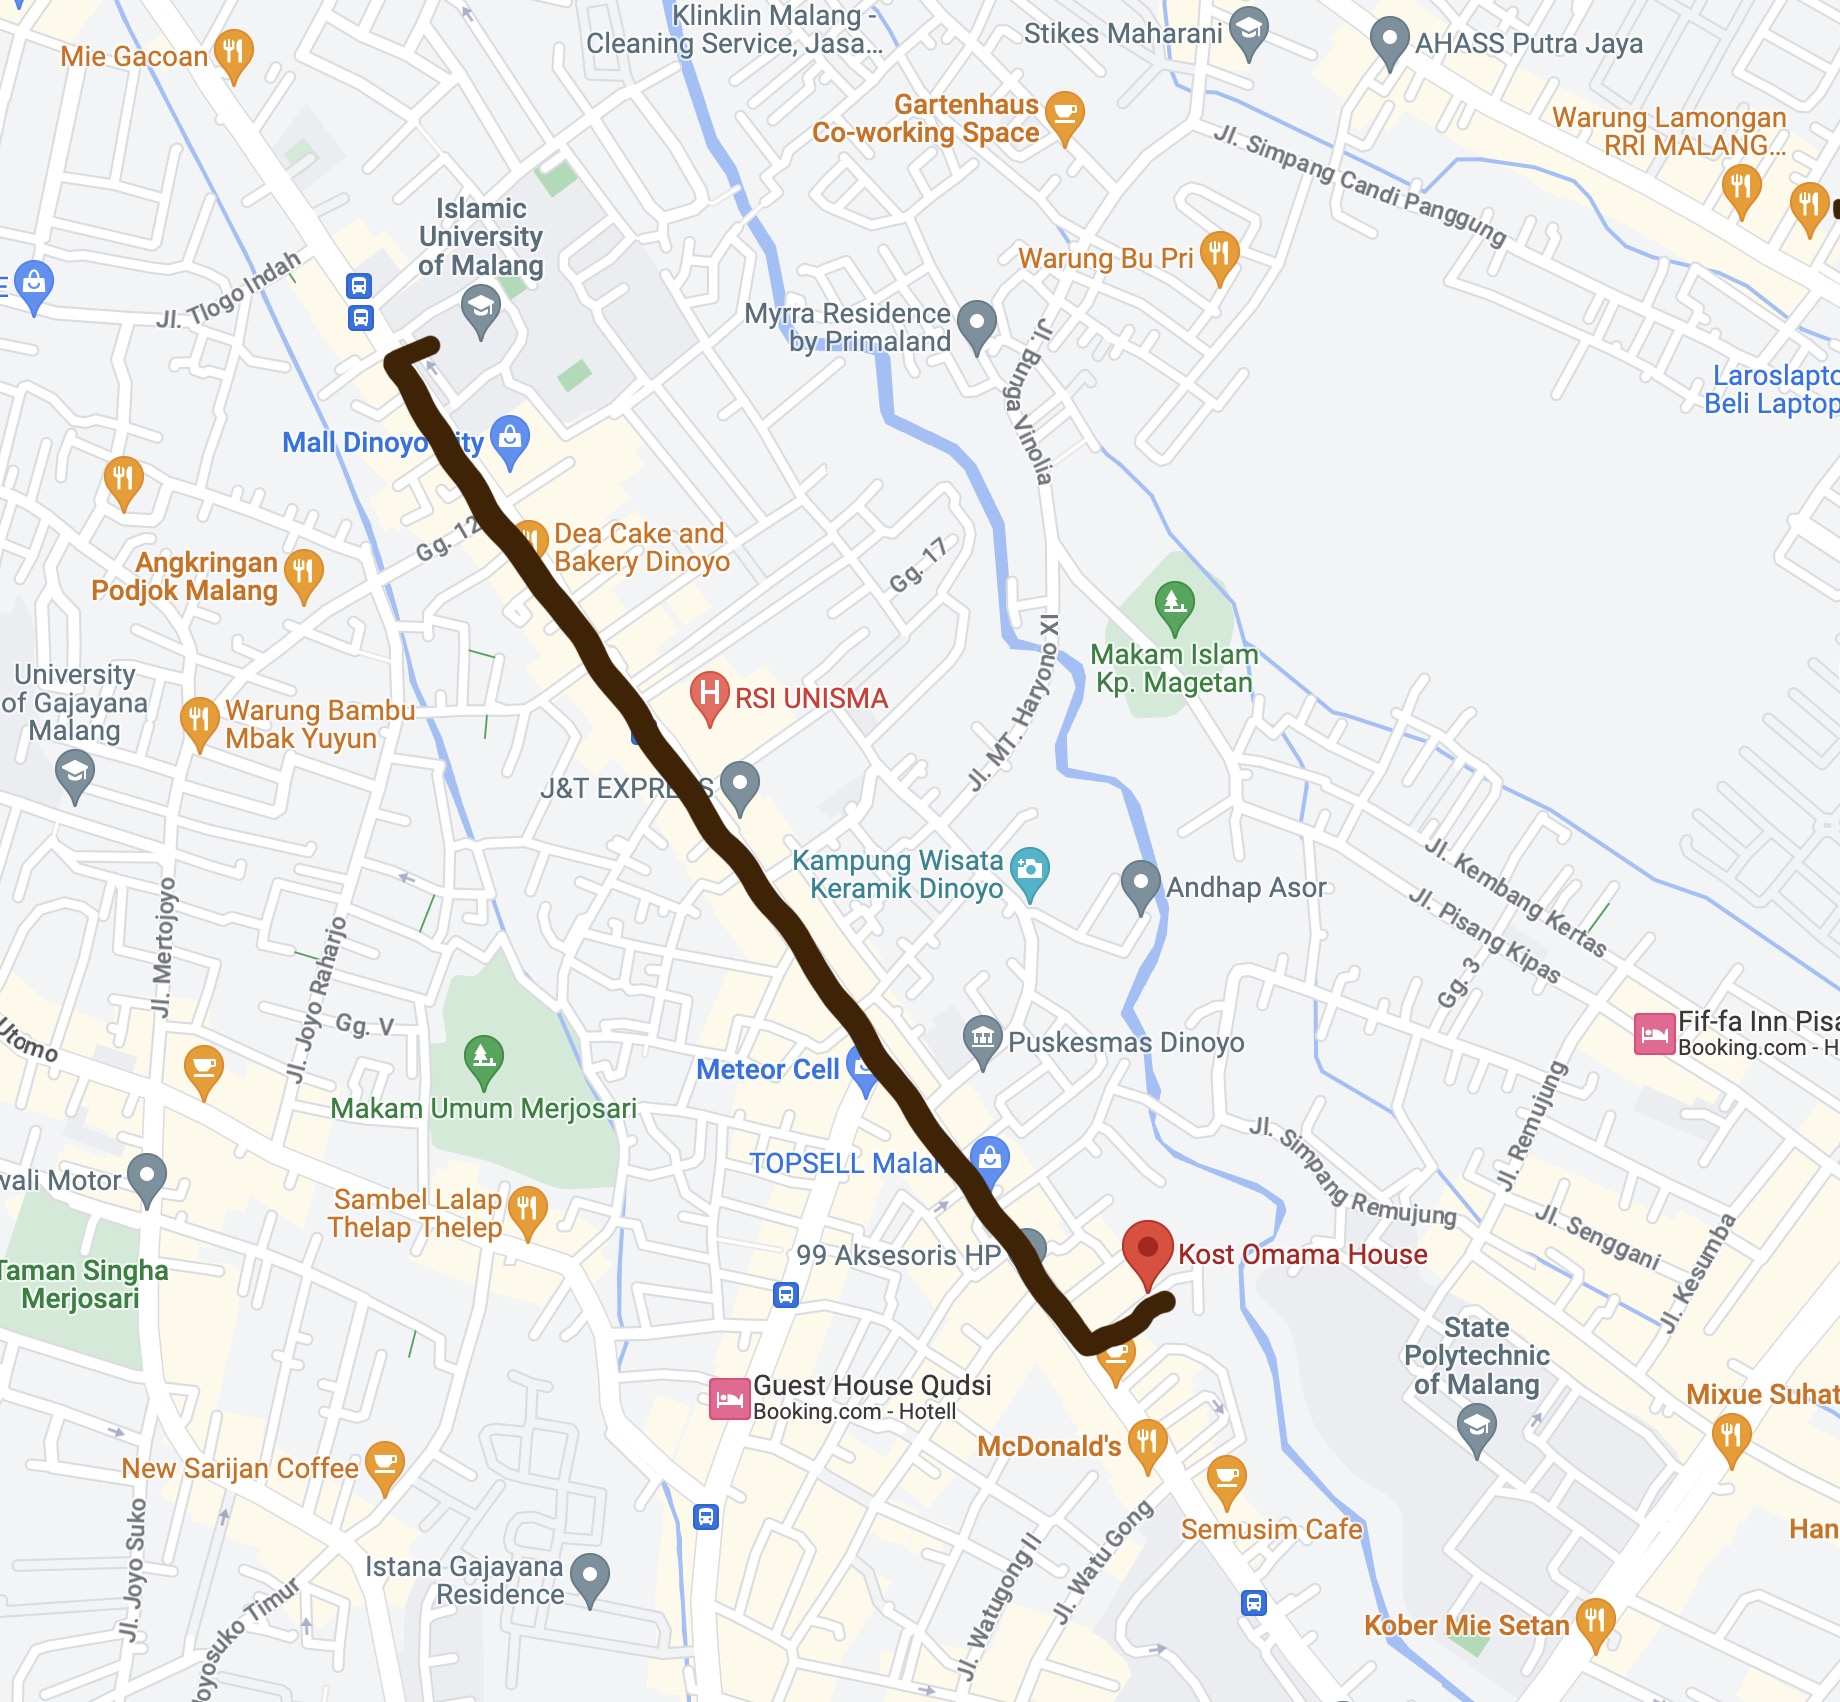 Klinklin Malang -
Cleaning Service, Jasa...
Stikes Maharani
AHASS Putra Jaya
Mie Gacoan
Gartenhaus
Co-working Space
Warung Lamongan
RRI MALANG...
Jl. Simpang Candi Panggung
Islamic
University
of Malang
Warung Bu Pri
Jl. Tlogo Indah
E
Myrra Residence
by Primaland
Jl. Bunga Vinolia
Laroslapto
Beli Laptop
Mall Dinoyo City
Gg. 12
Dea Cake and
Bakery Dinoyo
Gg. 17
Angkringan
Podjok Malang
Jl. MT. Haryono IX
Makam Islam
Kp. Magetan
University
of Gajayana
Malang
Warung Bambu
Mbak Yuyun
RSI UNISMA
J&T EXPRESS
Kampung Wisata
Keramik Dinoyo
Andhap Asor
Jl. Kembang Kertas
Jl. Pisang Kipas
Gg. 3
Jl. Mertojoyo
Jl. Joyo Raharjo
Gg. V
Utomo
Puskesmas Dinoyo
Fif-fa Inn Pisa
Booking.com - H
Meteor Cell
Makam Umum Merjosari
Jl. Simpang Remujung
Jl. Remujung
wali Motor
TOPSELL Malan
Sambel Lalap
Thelap Thelep
Jl. Senggani
Jl. Kesumba
99 Aksesoris HP
Kost Omama House
Taman Singha
Merjosari
State
Polytechnic
of Malang
Guest House Qudsi
Booking.com - Hotell
Mixue Suhat
McDonald's
New Sarijan Coffee
Semusim Cafe
Han
Jl. Joyo Suko
Istana Gajayana
Residence
Jl. Watugong II
Jl. Watu Gong
oyosuko Timur
Kober Mie Setan